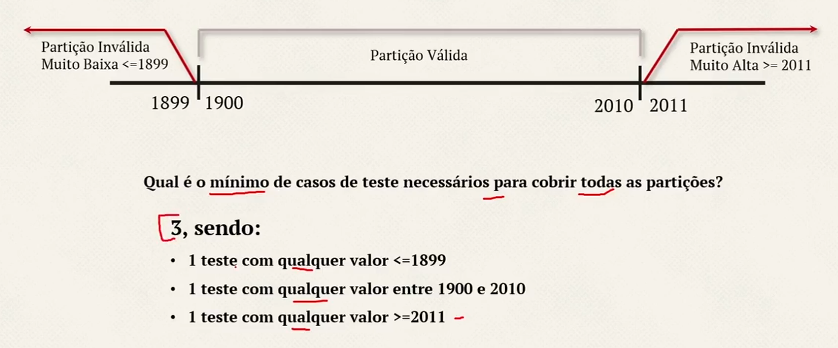 Partição Inválida
Muito Baixa <=1899
Partição Válida
Partição Inválida
Muito Alta >= 2011
1899 1900
2010 2011
Qual é o mínimo de casos de teste necessários para cobrir todas as partições?
3, sendo:
• 1 teste com qualquer valor <=1899
• 1 teste com qualquer valor entre 1900 e 2010
• 1 teste com qualquer valor >=2011